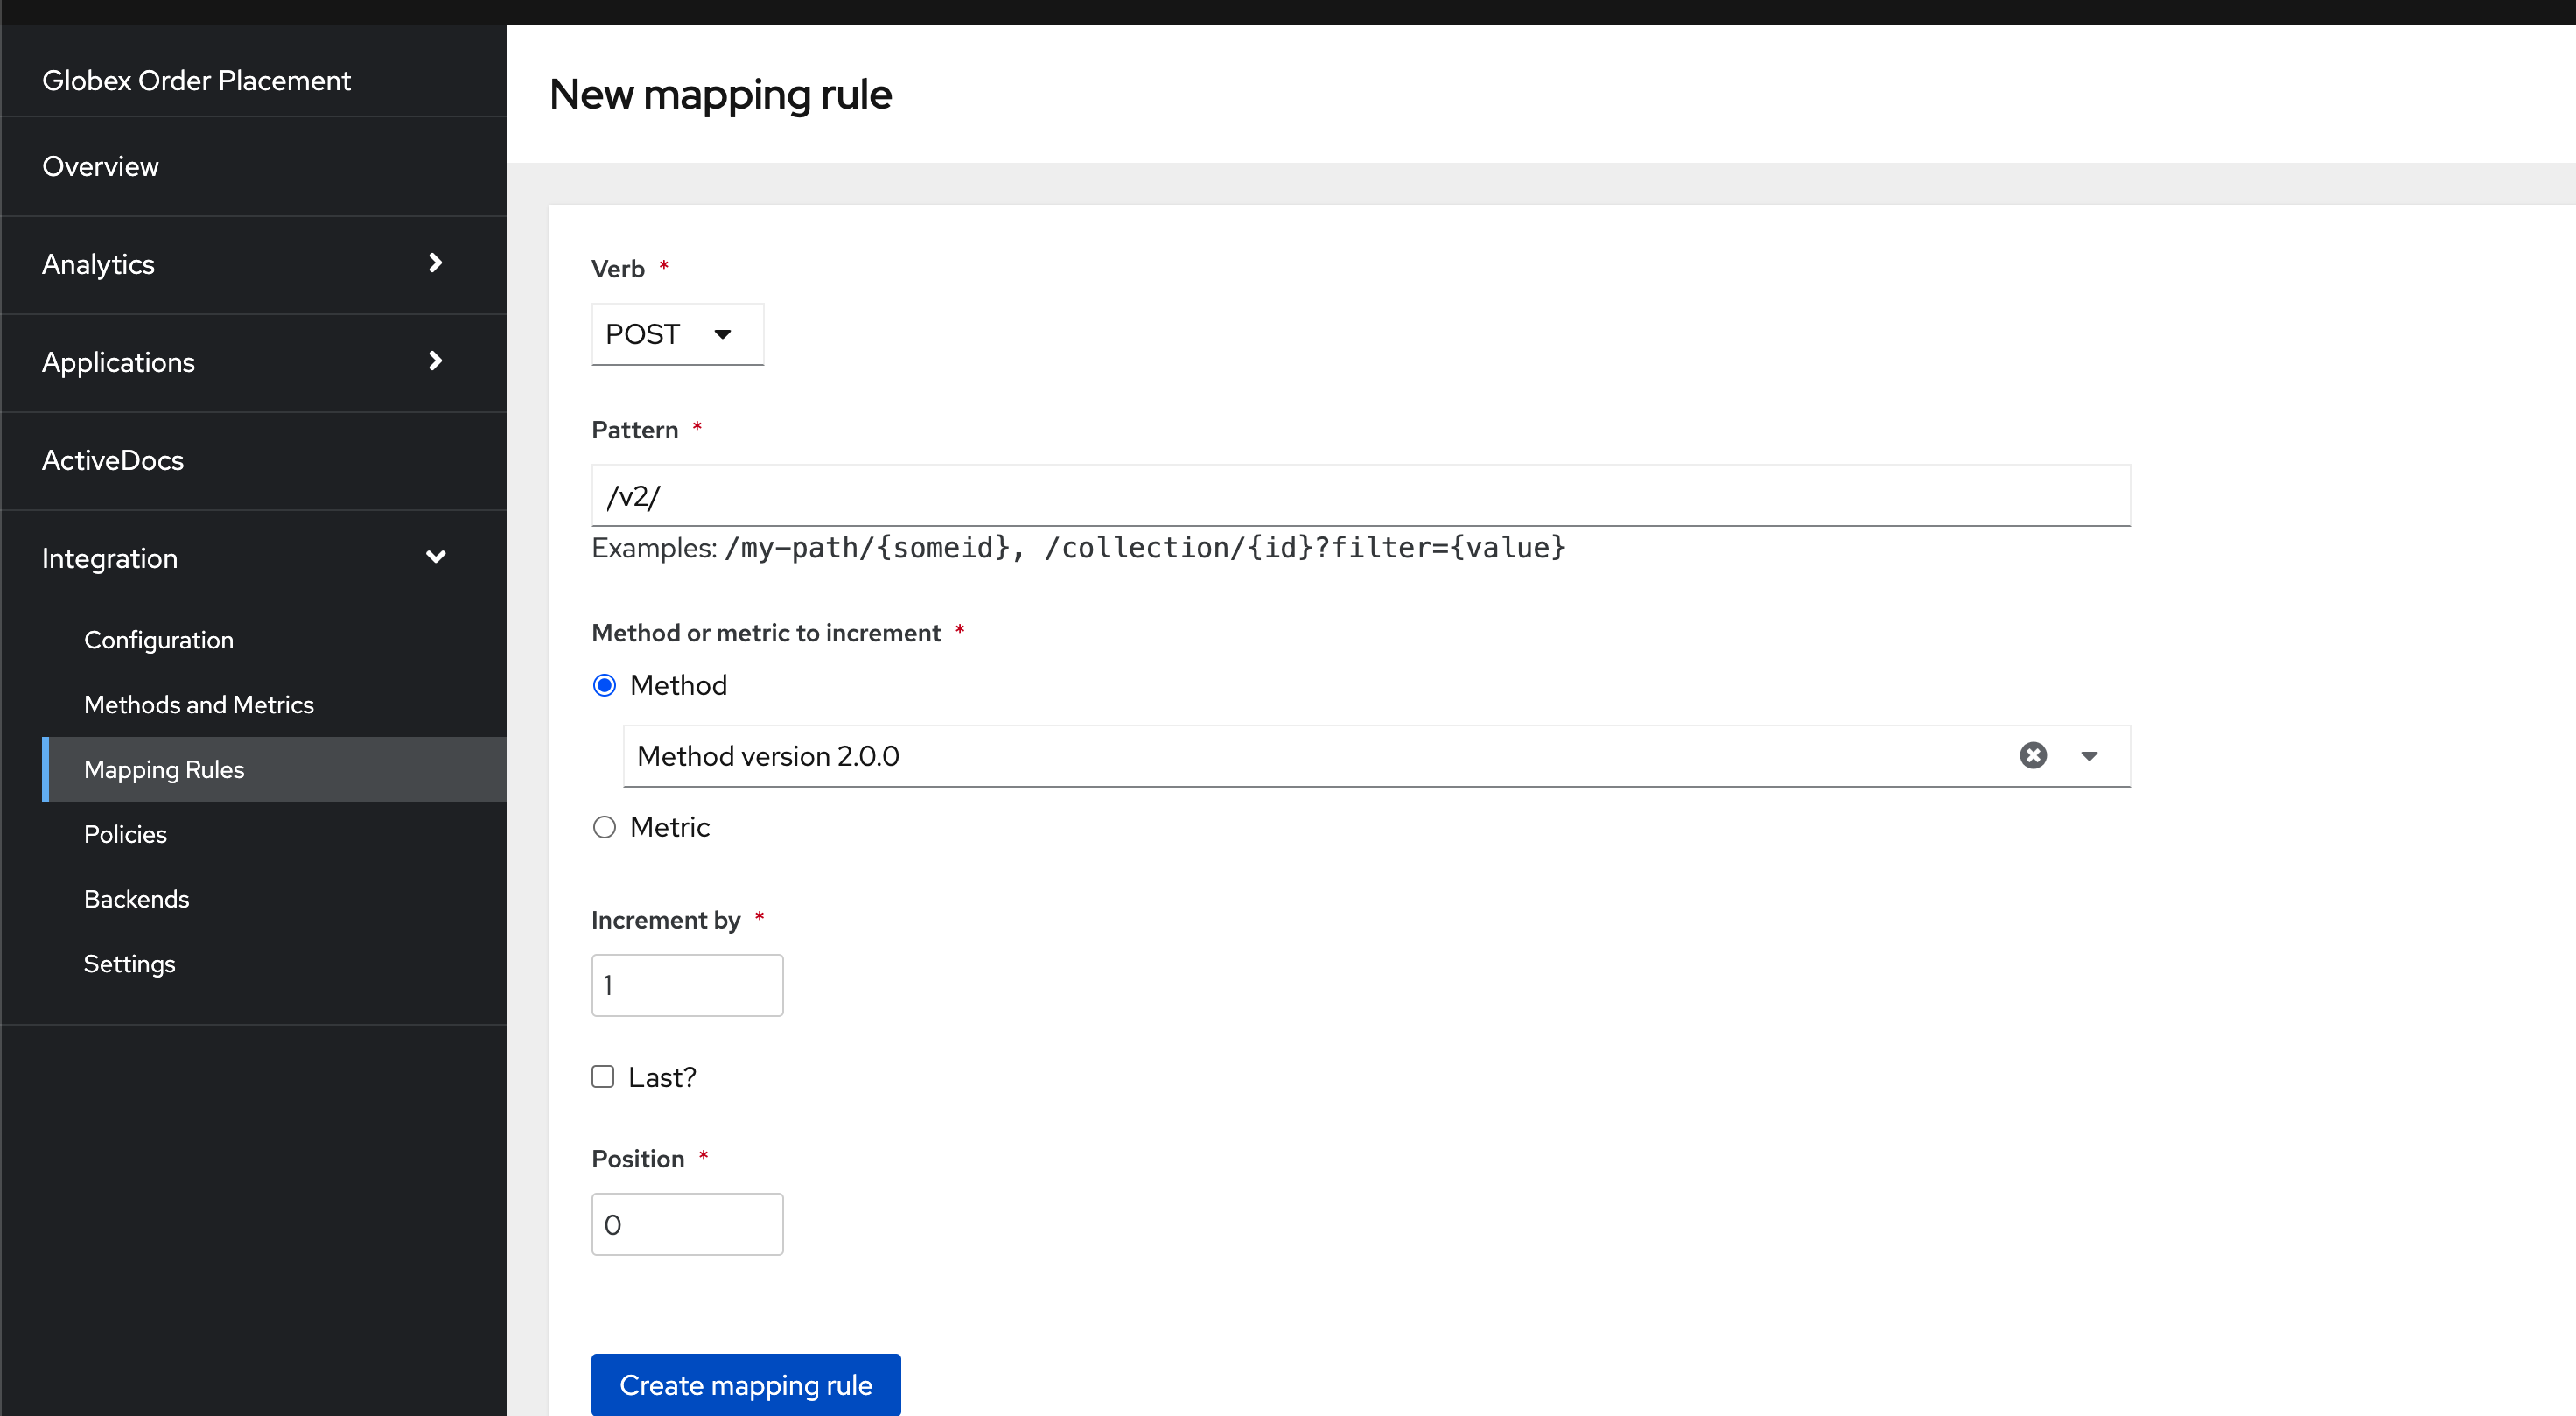 Globex Order Placement
Overview
Analytics
Applications
ActiveDocs
Integration
Configuration
Methods and Metrics
Mapping Rules
Policies
Backends
Settings
New mapping rule
Verb *
POST
Pattern *
/v2/
Examples: /my-path/{someid}, /collection/{id}?filter={value}
Method or metric to increment *
Method
Method version 2.0.0
Metric
Increment by *
1
Last?
Position *
0
Create mapping rule